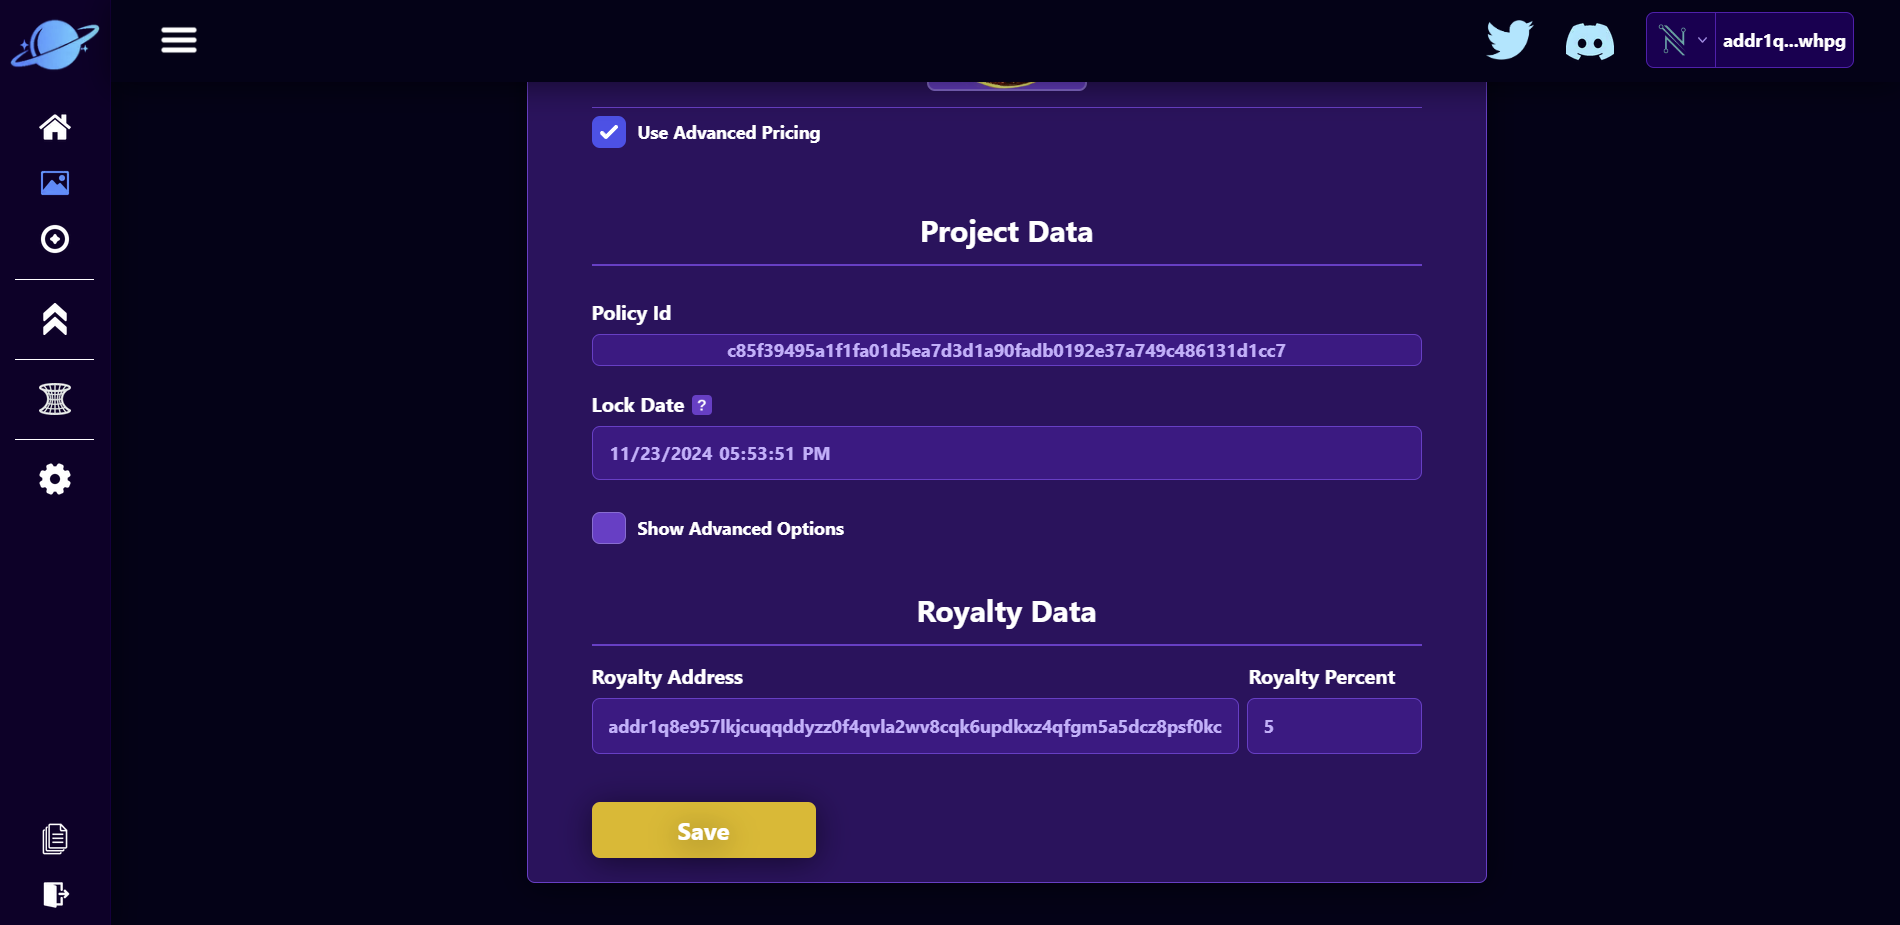 addr1q...whpg
Use Advanced Pricing
Project Data
Policy Id
c85f39495a1f1fa01d5ea7d3d1a90fadb0192e37a749c486131d1cc7
Lock Date ?
11/23/2024 05:53:51 PM
Show Advanced Options
Royalty Data
Royalty Address Royalty Percent
addr1q8e957lkjcuqqddyzz0f4qvla2wv8cqk6updkxz4qfgm5a5dcz8psf0kc 5
Save